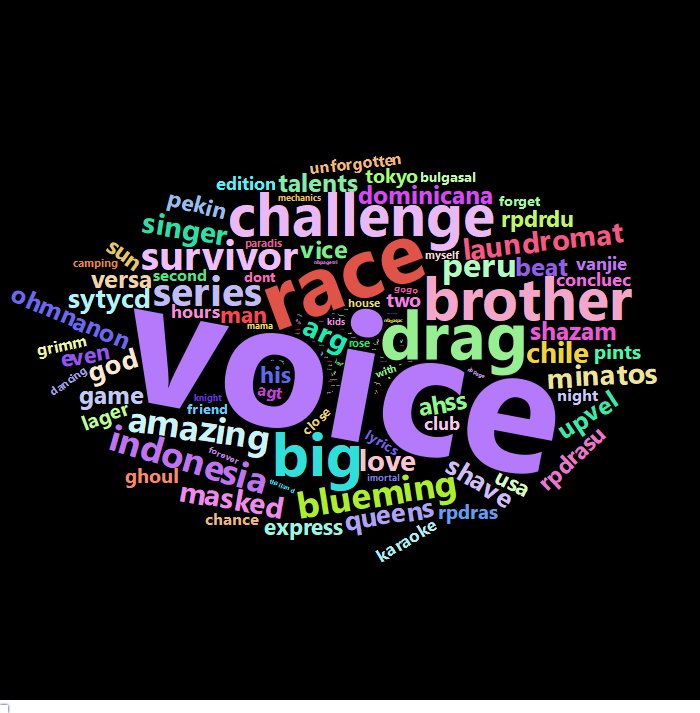 unforgotten
edition
talents
tokyo
bulgasal
mechanics
pekin
challenge
dominicana
forget
singer
rpdrdu
sun
survivor
paradis
vice
race
myself
laundromat
camping
versa
second
dont
peru
beat
vanjie
concluec
ohmnanon
sytycd
series
house
gogo
two
brother
hours
man
mama
kids
arg
voice
drag
shazam
grimm
even
god
rose
chile
pints
dancing
his
with
minatos
game
knight
agt
ahss
night
lager
friend
close
club
upvel
amazing
lyrics
indonesia
forever
big
love
shave
usa
rpdrasu
ghoul
imortal
masked
blueming
chance
express
queens
rpdras
karaoke